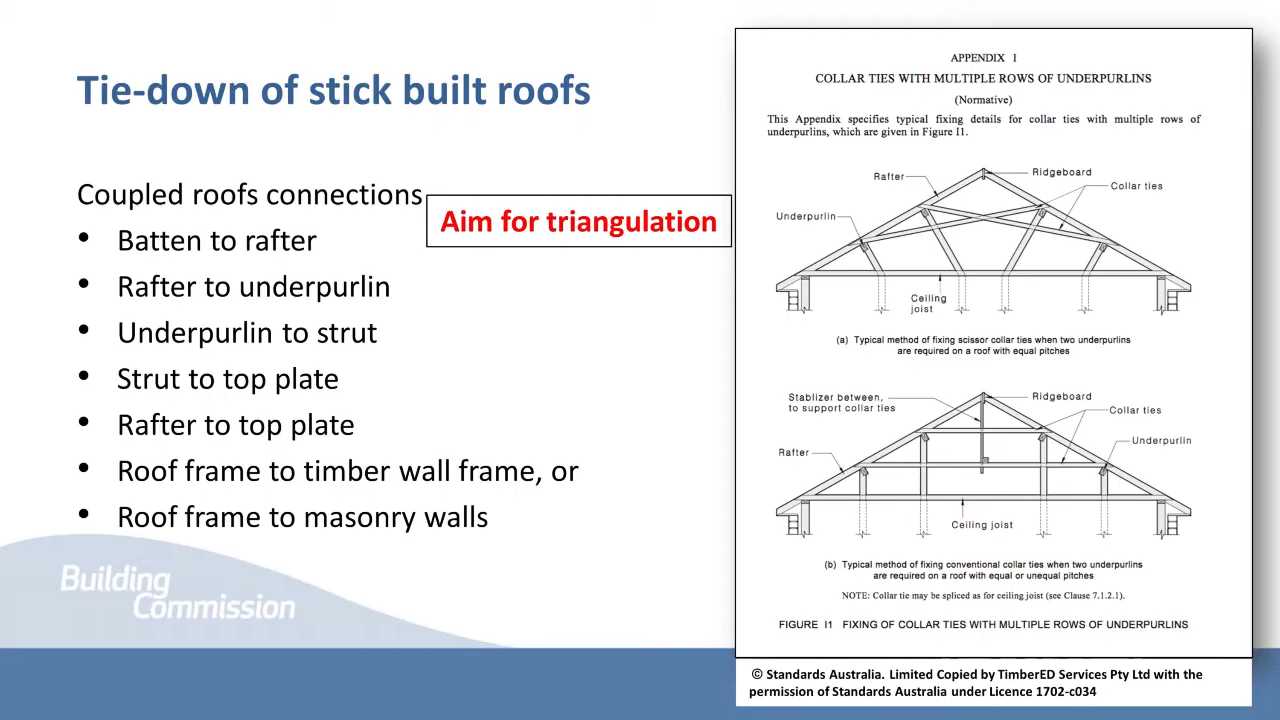 Tie-down of stick built roofs
Coupled roofs connections
• Batten to rafter
• Rafter to underpurlin
• Underpurlin to strut
• Strut to top plate
• Rafter to top plate
• Roof frame to timber wall frame, or
• Roof frame to masonry walls
Aim for triangulation
Building
Commission
APPENDIX I
COLLAR TIES WITH MULTIPLE ROWS OF UNDERPURLINS
(Normative)
This Appendix specifies typical fixing details for collar ties with multiple rows of
underpurlins, which are given in Figure I1.
Rafter
Ridgeboard
Collar ties
Underpurlin
Ceiling
joist
(a) Typical method of fixing scissor collar ties when two underpurlins
are required on a roof with equal pitches
Stablizer between,
to support collar ties
Ridgeboard
Collar ties
Underpurlin
Rafter
Ceiling joist
(b) Typical method of fixing conventional collar ties when two underpurlins
are required on a roof with equal or unequal pitches
NOTE: Collar tie may be spliced as for ceiling joist (see Clause 7.1.2.1).
FIGURE I1 FIXING OF COLLAR TIES WITH MULTIPLE ROWS OF UNDERPURLINS
© Standards Australia. Limited Copied by TimberED Services Pty Ltd with the
permission of Standards Australia under Licence 1702-c034